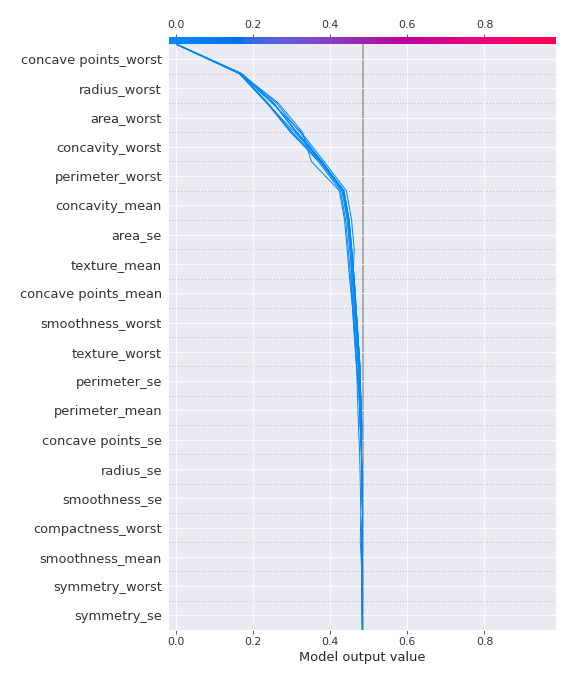 0.0 0.2 0.4 0.6 0.8
concave points_worst
radius_worst
area_worst
concavity_worst
perimeter_worst
concavity_mean
area_se
texture_mean
concave points_mean
smoothness_worst
texture_worst
perimeter_se
perimeter_mean
concave points_se
radius_se
smoothness_se
compactness_worst
smoothness_mean
symmetry_worst
symmetry_se
0.0 0.2 0.4 0.6 0.8
Model output value